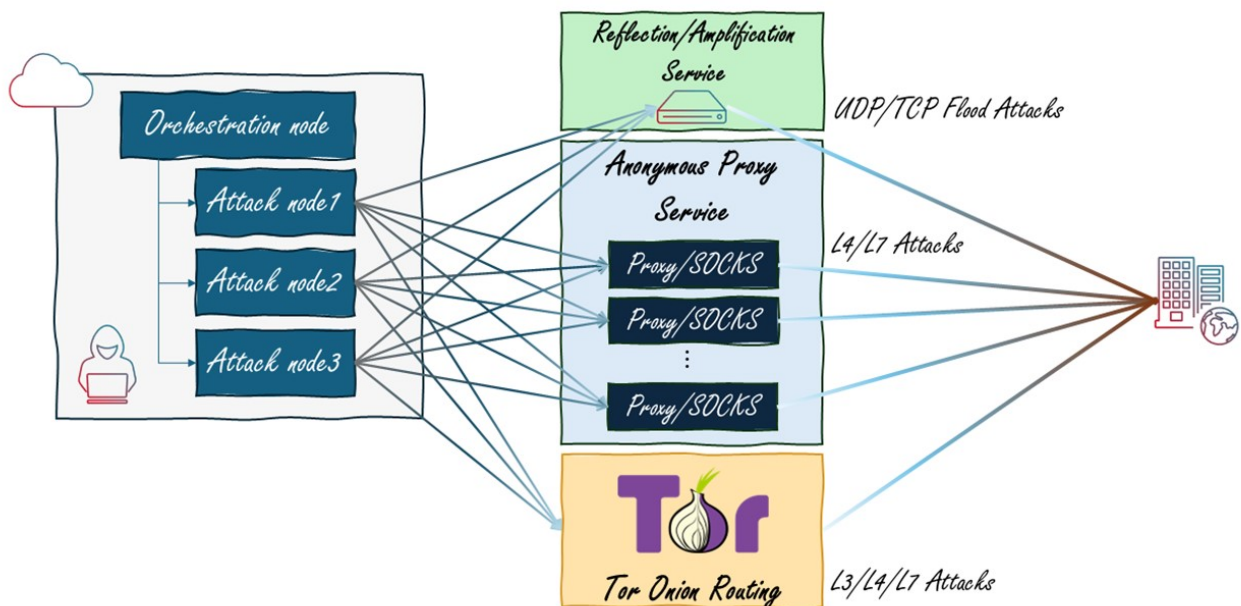 Reflection/Amplification
Service
UDP/TCP Flood Attacks
Orchestration node
Attack node1
Attack node2
Attack node3
Anonymous Proxy
Service
L4/L7 Attacks
Proxy/SOCKS
Proxy/SOCKS
⋮
Proxy/SOCKS
Tor
Tor Onion Routing
L3/L4/L7 Attacks